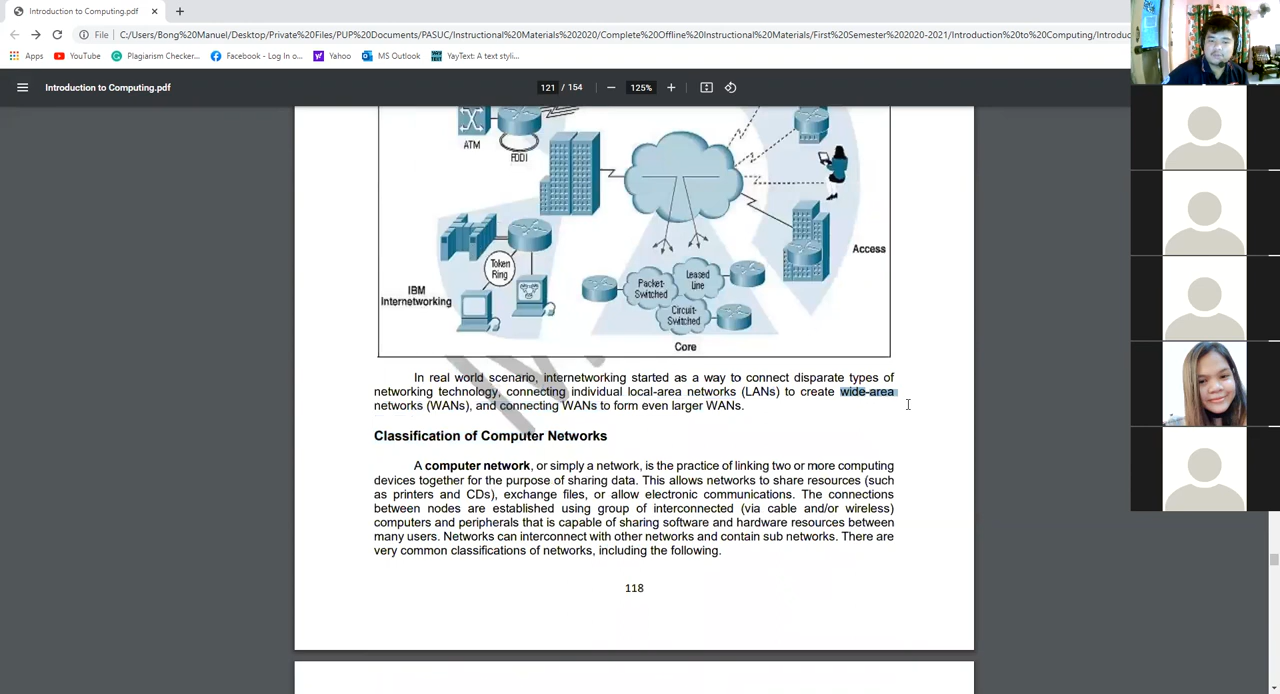 Introduction to Computing.pdf
File
C:/Users/Bong%20Manuel/Desktop/Private%20Files/PUP%20Documents/PASUC/Instructional%20Materials%202020/Complete%20Offline%20Instructional%20Materials/First%20Semester%202020-2021/Introduction%20to%20Computing/Introdu
Apps YouTube Plagiarism Checker... Facebook - Log In o... Yahoo MS Outlook YayText: A text styli...
Introduction to Computing.pdf 121 / 154 125%
ATM
FDDI
Access
Token
Ring
IBM
Internetworking
Packet-
Switched
Leased
Line
Circuit-
Switched
Core
In real world scenario, internetworking started as a way to connect disparate types of
networking technology, connecting individual local-area networks (LANs) to create wide-area
networks (WANs), and connecting WANs to form even larger WANs.
Classification of Computer Networks
A computer network, or simply a network, is the practice of linking two or more computing
devices together for the purpose of sharing data. This allows networks to share resources (such
as printers and CDs), exchange files, or allow electronic communications. The connections
between nodes are established using group of interconnected (via cable and/or wireless)
computers and peripherals that is capable of sharing software and hardware resources between
many users. Networks can interconnect with other networks and contain sub networks. There are
very common classifications of networks, including the following.
118